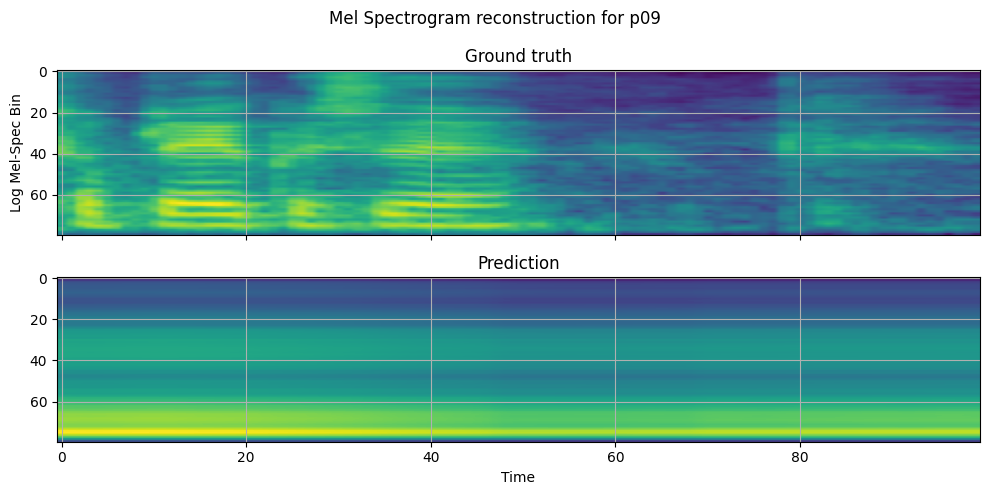 Mel Spectrogram reconstruction for p09
Ground truth
0
20
40
60
Log Mel-Spec Bin
Prediction
0
20
40
60
0 20 40 60 80
Time